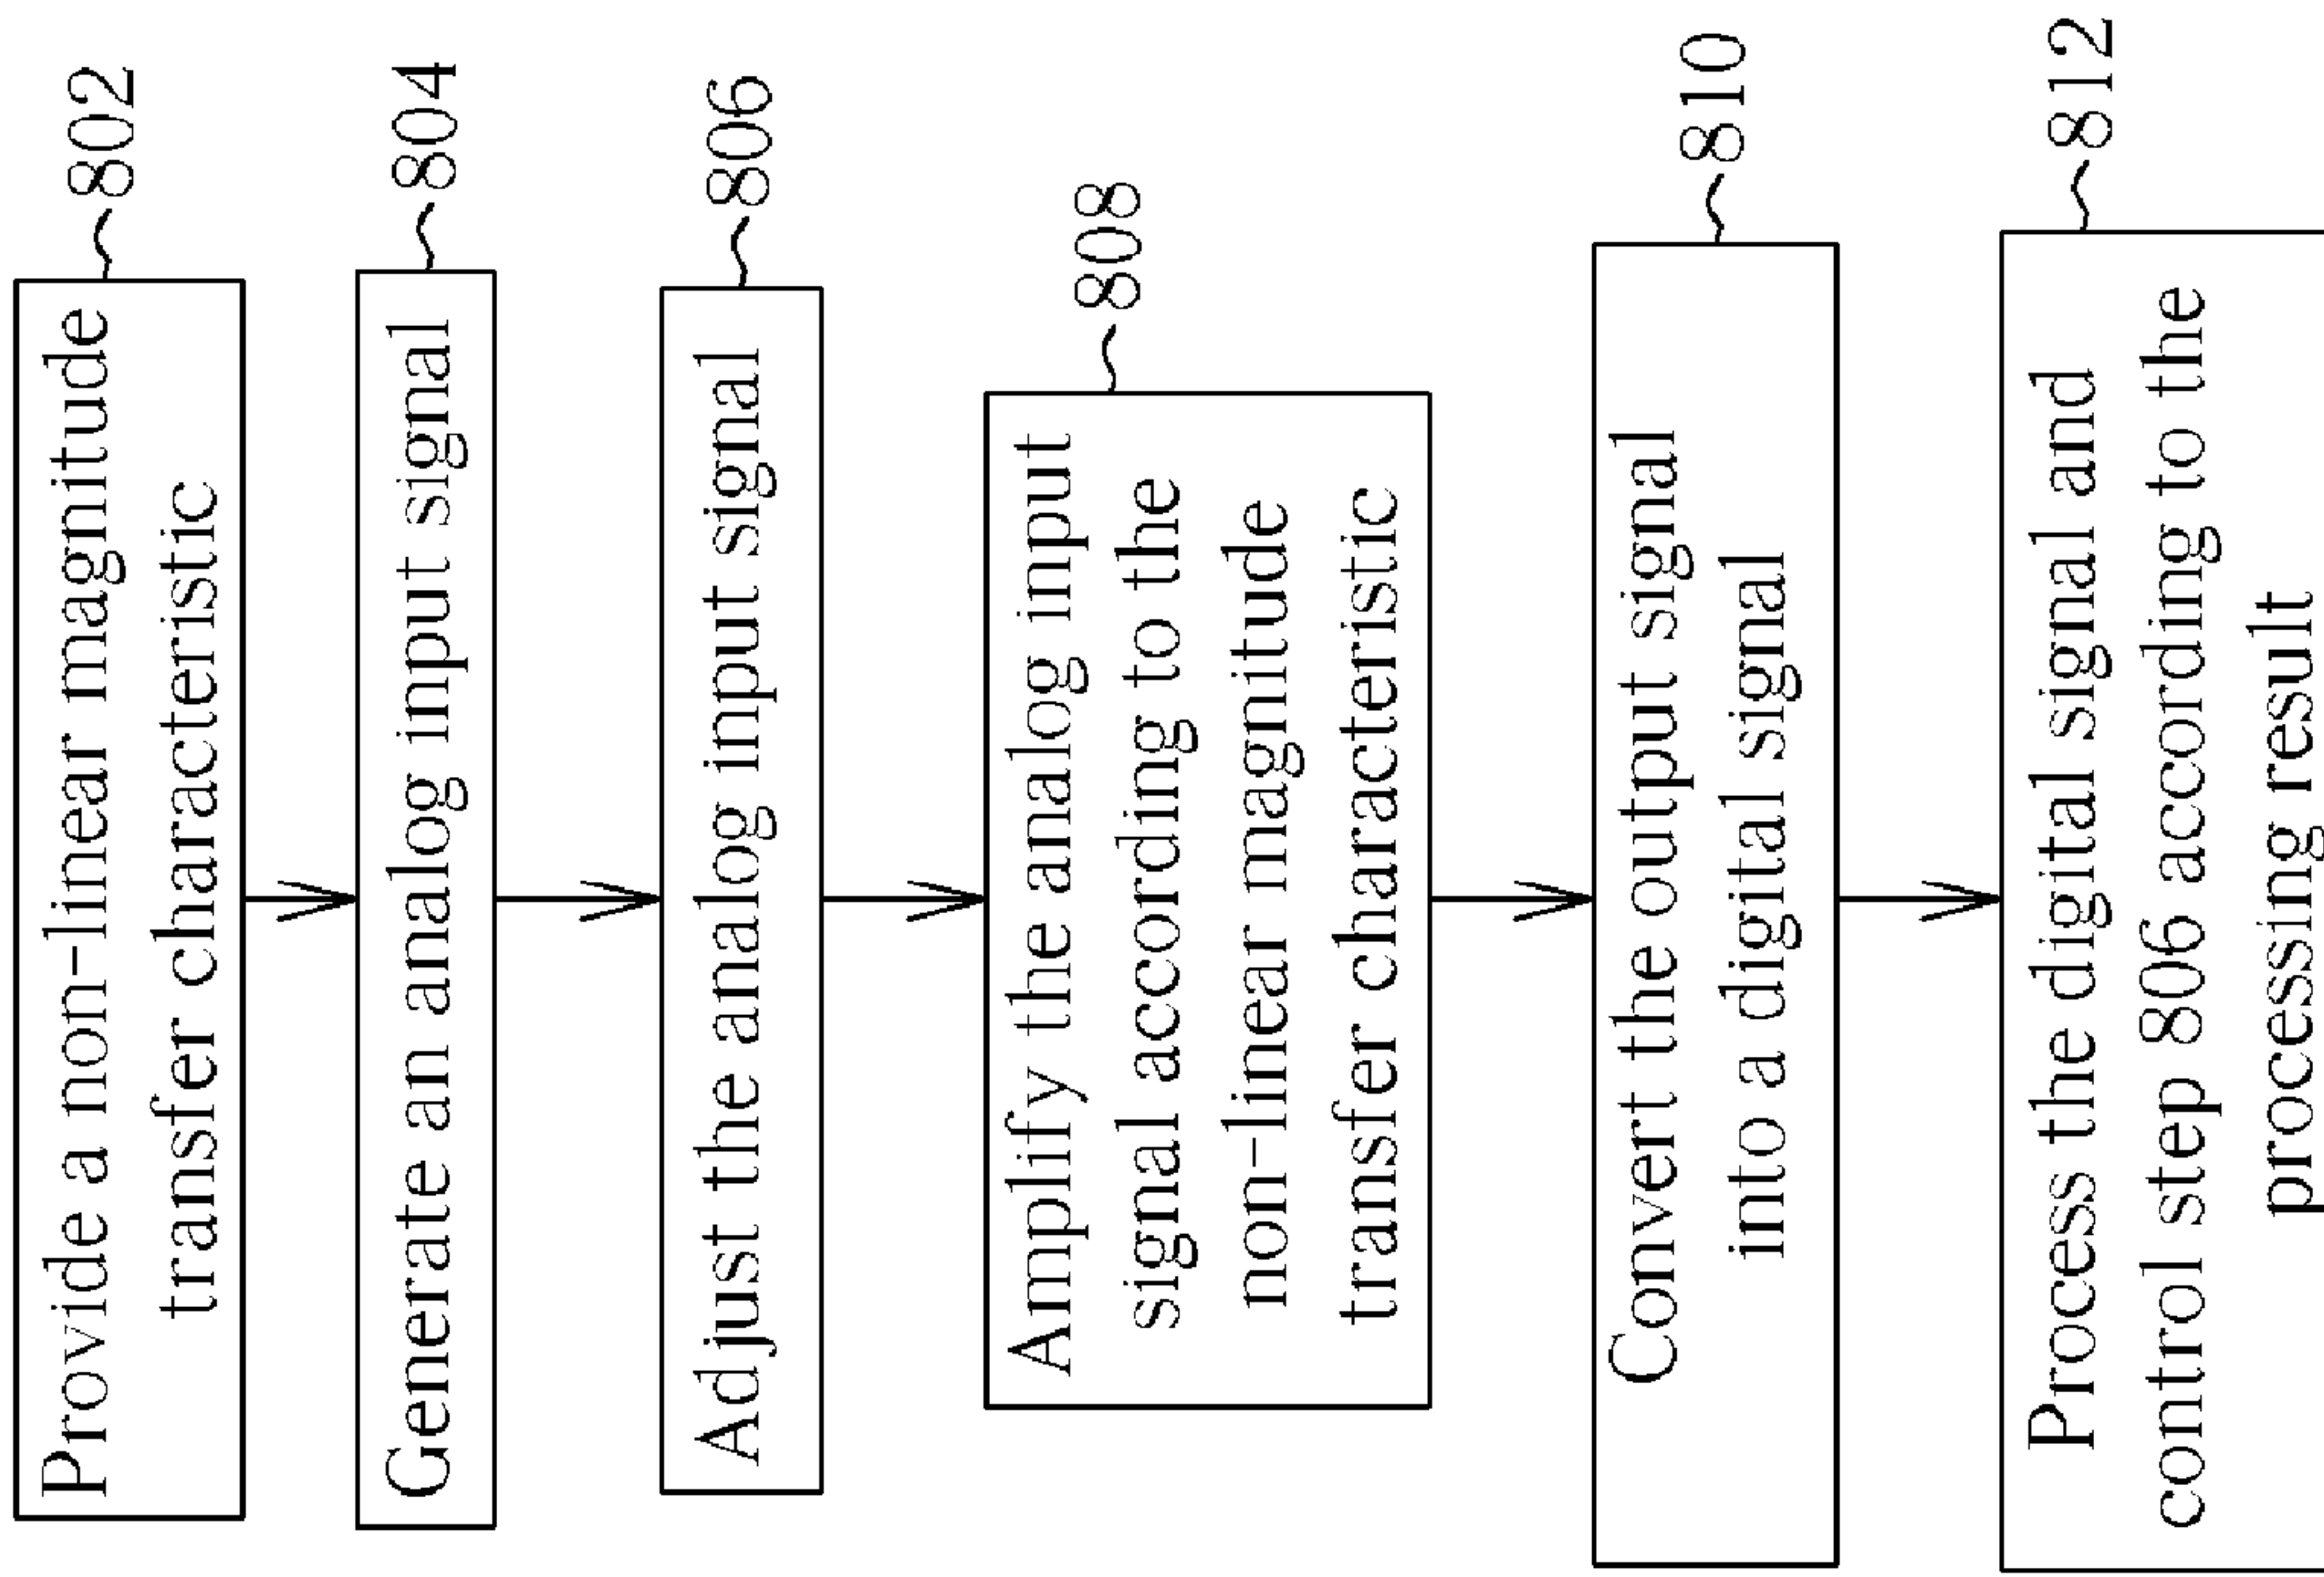 Provide a non-linear magnitude
transfer characteristic
802
Generate an analog input signal
804
Adjust the analog input signal
806
Amplify the analog input
signal according to the
non-linear magnitude
transfer characteristic
808
Convert the output signal
into a digital signal
810
Process the digital signal and
control step 806 according to the
processing result
812